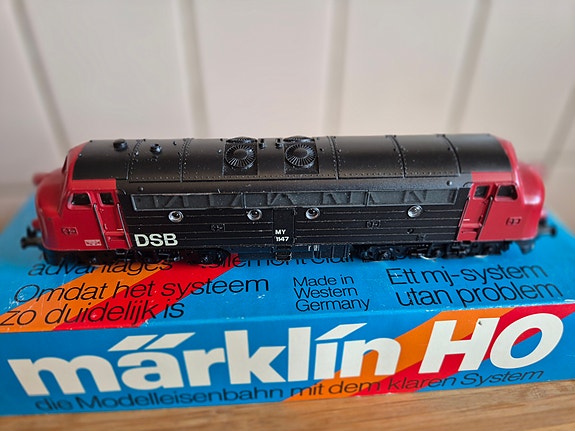 DSB
MY
1147
advantages
Omdat het systeem
zo duidelijk is
Made in
Western
Germany
Ett mj-system
utan problem
märklin HO
die Modelleisenbahn mit dem klaren System